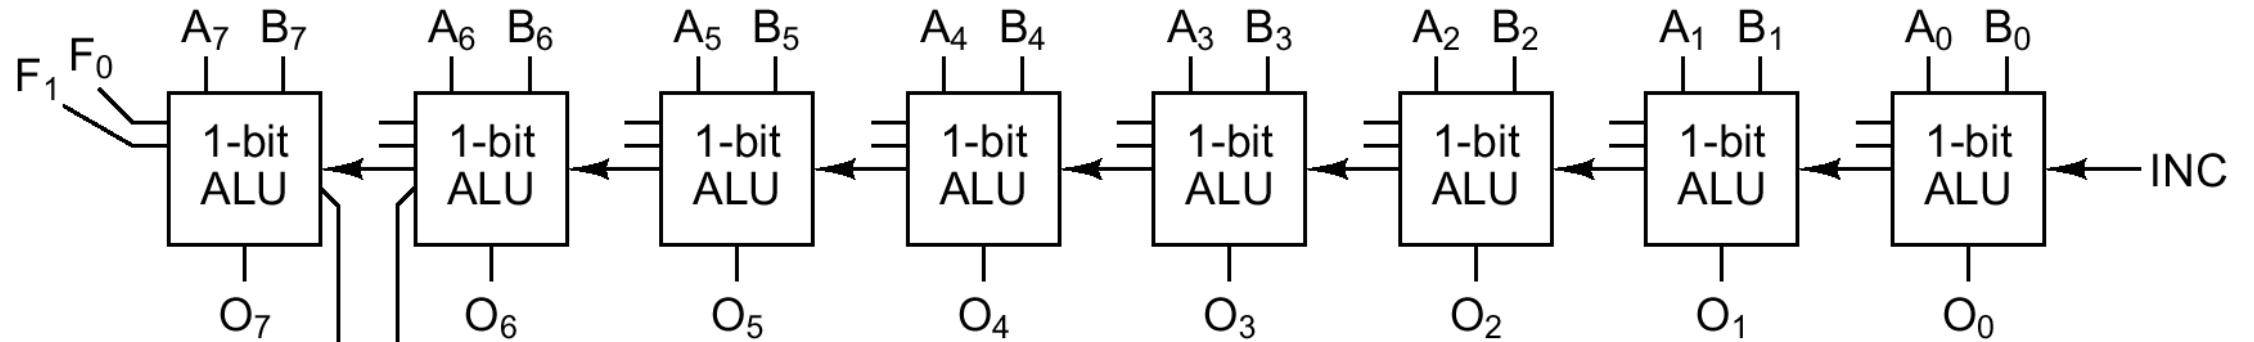 A₇ B₇ A₆ B₆ A₅ B₅ A₄ B₄ A₃ B₃ A₂ B₂ A₁ B₁ A₀ B₀
F₁ F₀
1-bit 1-bit 1-bit 1-bit 1-bit 1-bit 1-bit 1-bit
ALU ALU ALU ALU ALU ALU ALU ALU INC
O₇ O₆ O₅ O₄ O₃ O₂ O₁ O₀